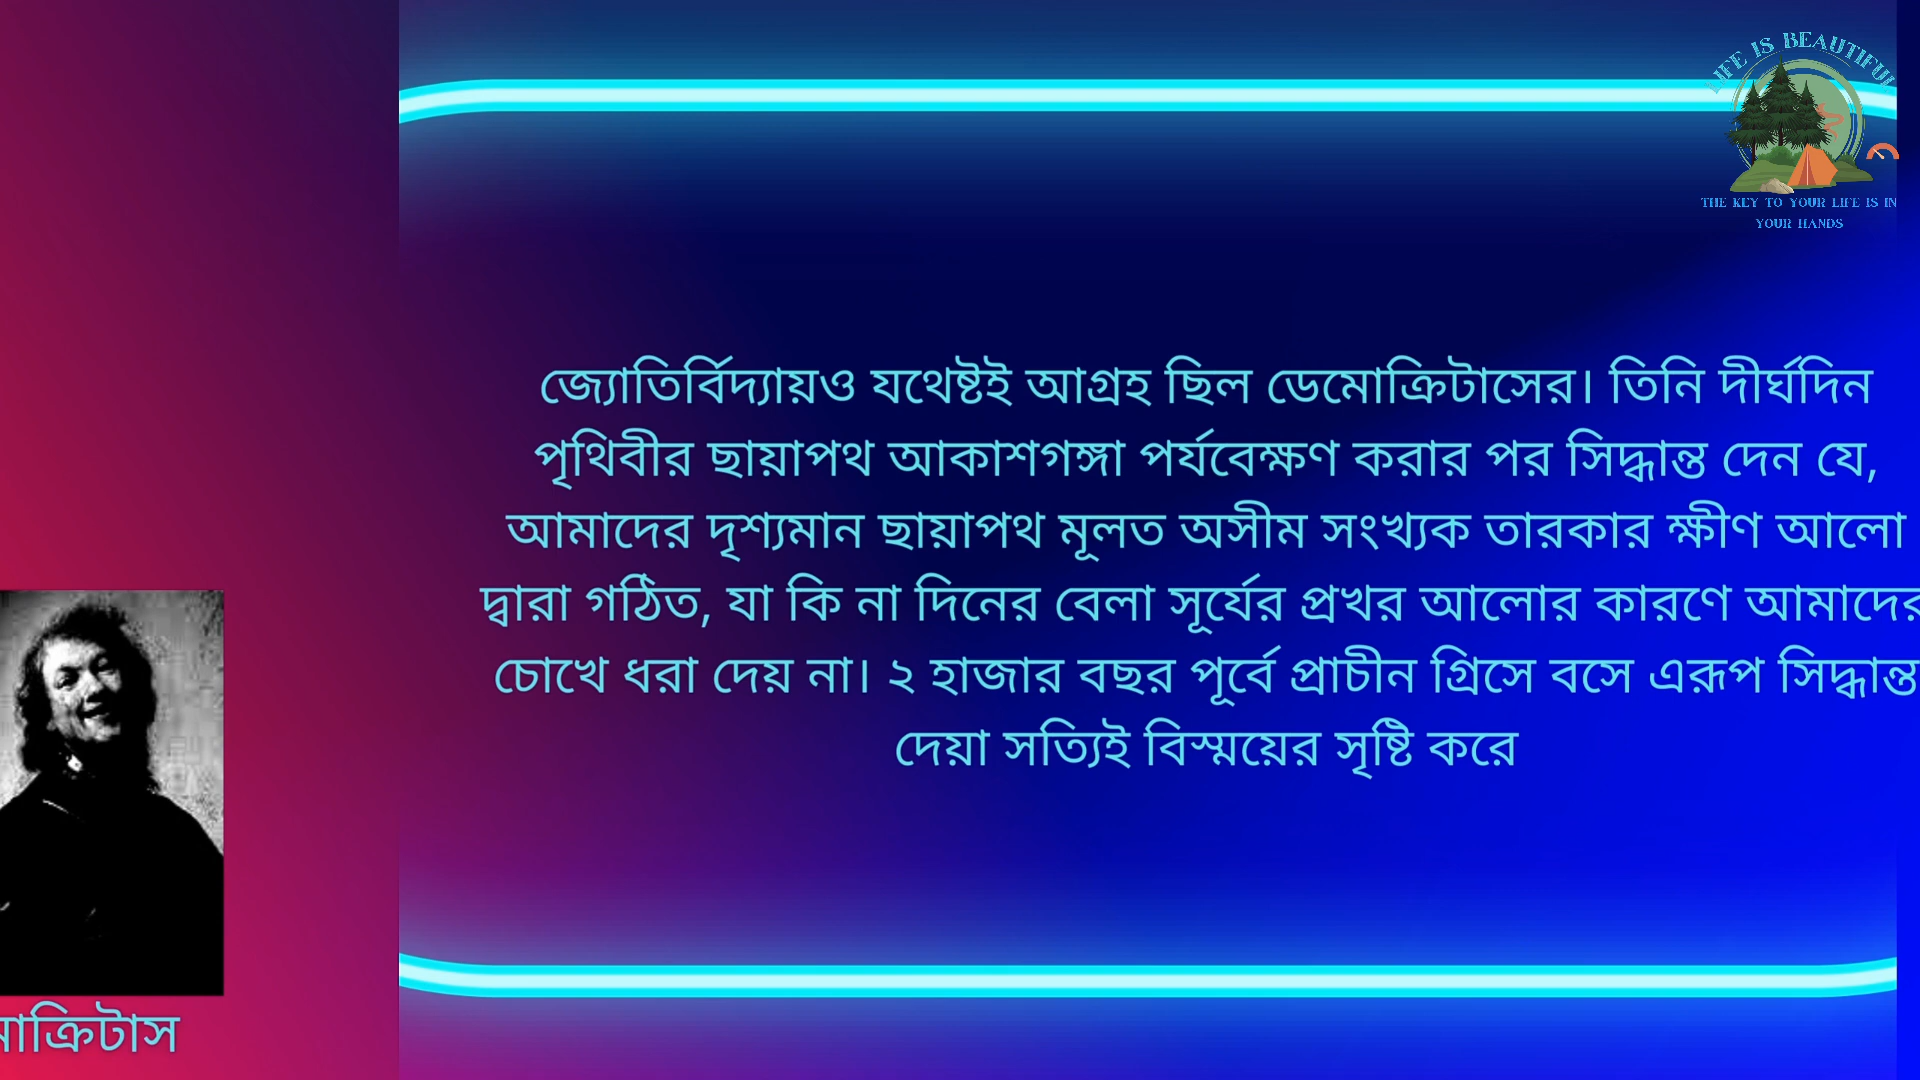 LIFE IS BEAUTIFUL
THE KEY TO YOUR LIFE IS IN
YOUR HANDS
জ্যোতির্বিদ্যায়ও যথেষ্টই আগ্রহ ছিল ডেমোক্রিটাসের। তিনি দীর্ঘদিন
পৃথিবীর ছায়াপথ আকাশগঙ্গা পর্যবেক্ষণ করার পর সিদ্ধান্ত দেন যে,
আমাদের দৃশ্যমান ছায়াপথ মূলত অসীম সংখ্যক তারকার ক্ষীণ আলো
দ্বারা গঠিত, যা কি না দিনের বেলা সূর্যের প্রখর আলোর কারণে আমাদের
চোখে ধরা দেয় না। ২ হাজার বছর পূর্বে প্রাচীন গ্রিসে বসে এরূপ সিদ্ধান্ত
দেয়া সত্যিই বিস্ময়ের সৃষ্টি করে
মোক্রিটাস